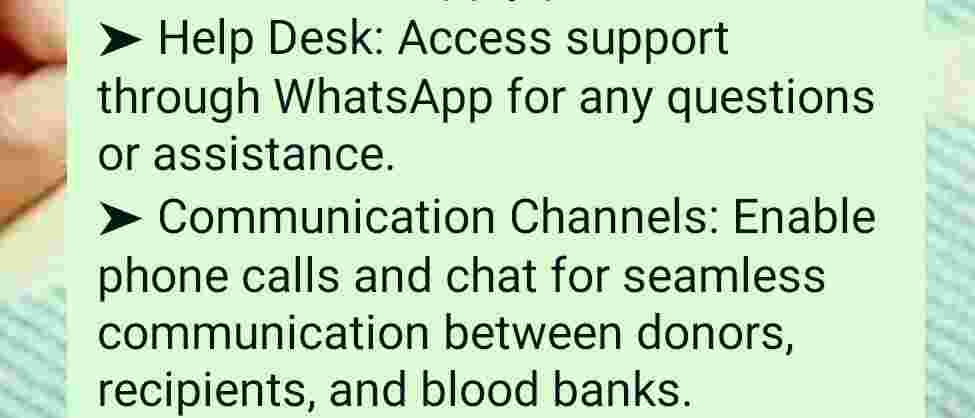 ➤ Help Desk: Access support
through WhatsApp for any questions
or assistance.
➤ Communication Channels: Enable
phone calls and chat for seamless
communication between donors,
recipients, and blood banks.